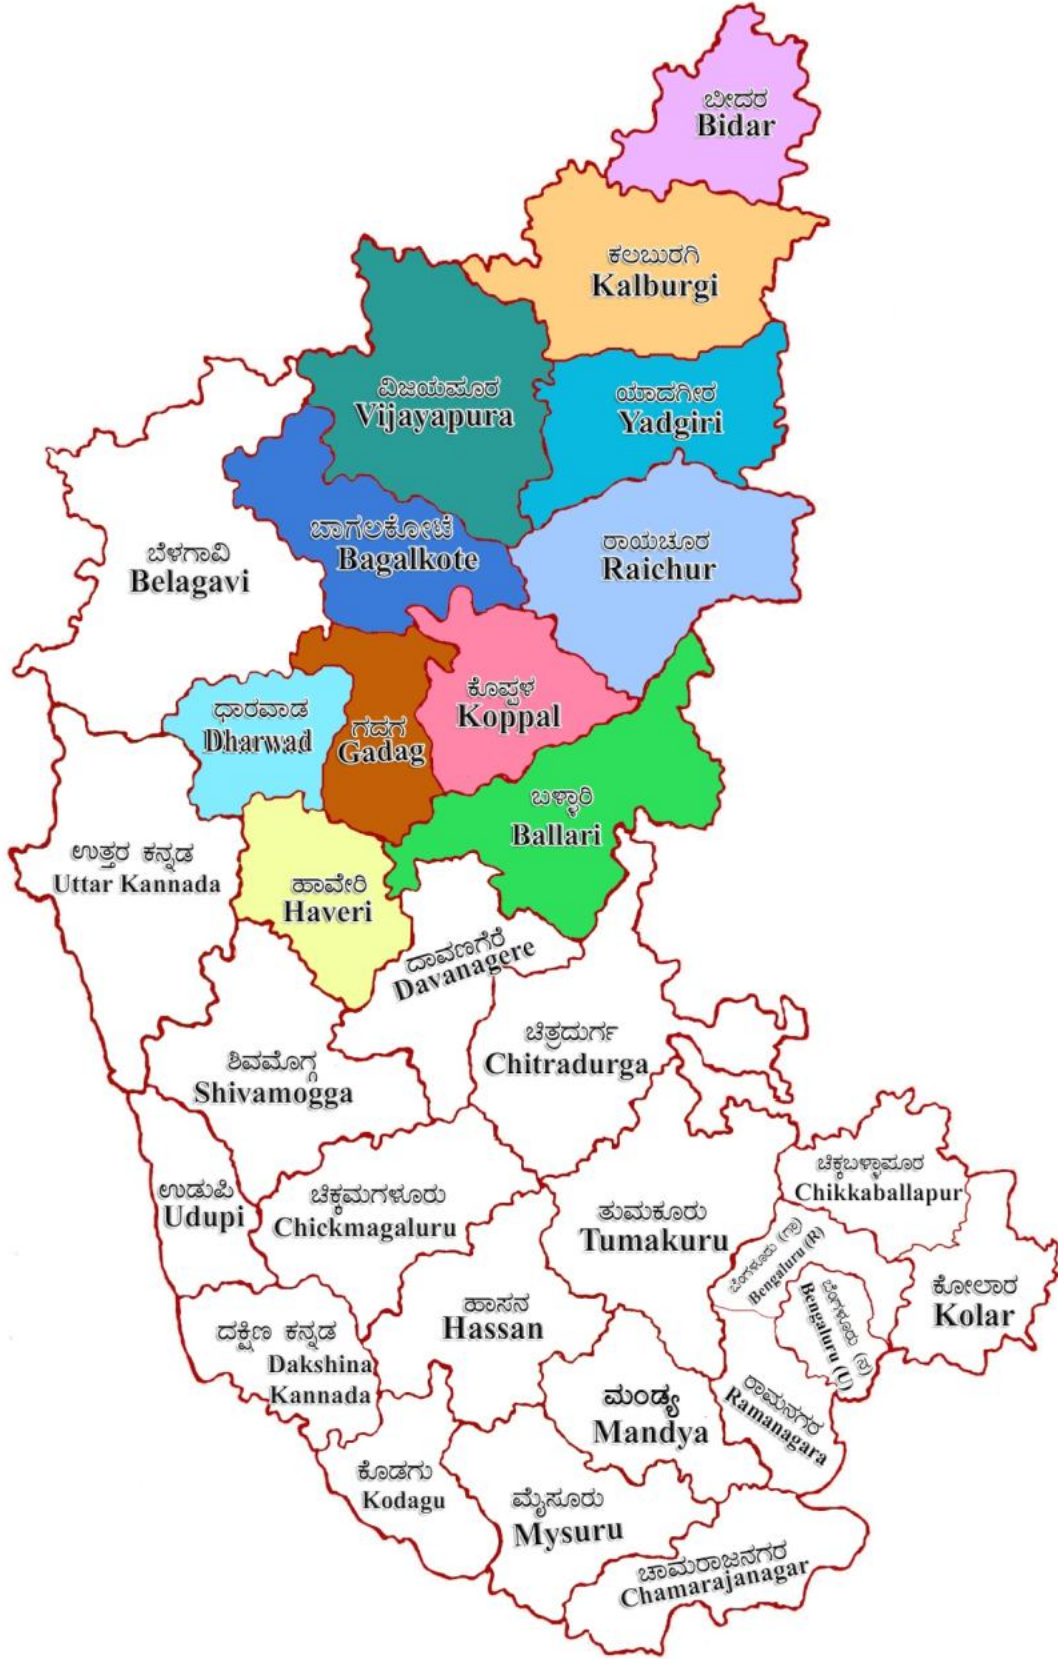 ಬೀದರ
Bidar
ಕಲಬುರಗಿ
Kalburgi
ವಿಜಯಪೂರ
Vijayapura
ಯಾದಗೀರ
Yadgiri
ಬಾಗಲಕೋಟೆ
Bagalkote
ರಾಯಚೂರ
Raichur
ಬೆಳಗಾವಿ
Belagavi
ಧಾರವಾಡ
Dharwad
ಗದಗ
Gadag
ಕೊಪ್ಪಳ
Koppal
ಬಳ್ಳಾರಿ
Ballari
ಉತ್ತರ ಕನ್ನಡ
Uttar Kannada
ಹಾವೇರಿ
Haveri
ದಾವಣಗೆರೆ
Davanagere
ಚಿತ್ರದುರ್ಗ
Chitradurga
ಶಿವಮೊಗ್ಗ
Shivamogga
ಉಡುಪಿ
Udupi
ಚಿಕ್ಕಮಗಳೂರು
Chickmagaluru
ತುಮಕೂರು
Tumakuru
ಚಿಕ್ಕಬಳ್ಳಾಪೂರ
Chikkaballapur
ಬೆಂಗಳೂರು (ಗ್ರಾ)
Bengaluru (R)
ಬೆಂಗಳೂರು (ನ)
Bengaluru (U)
ಕೋಲಾರ
Kolar
ಹಾಸನ
Hassan
ದಕ್ಷಿಣ ಕನ್ನಡ
Dakshina
Kannada
ಮಂಡ್ಯ
Mandya
ರಾಮನಗರ
Ramanagara
ಕೊಡಗು
Kodagu
ಮೈಸೂರು
Mysuru
ಚಾಮರಾಜನಗರ
Chamarajanagar